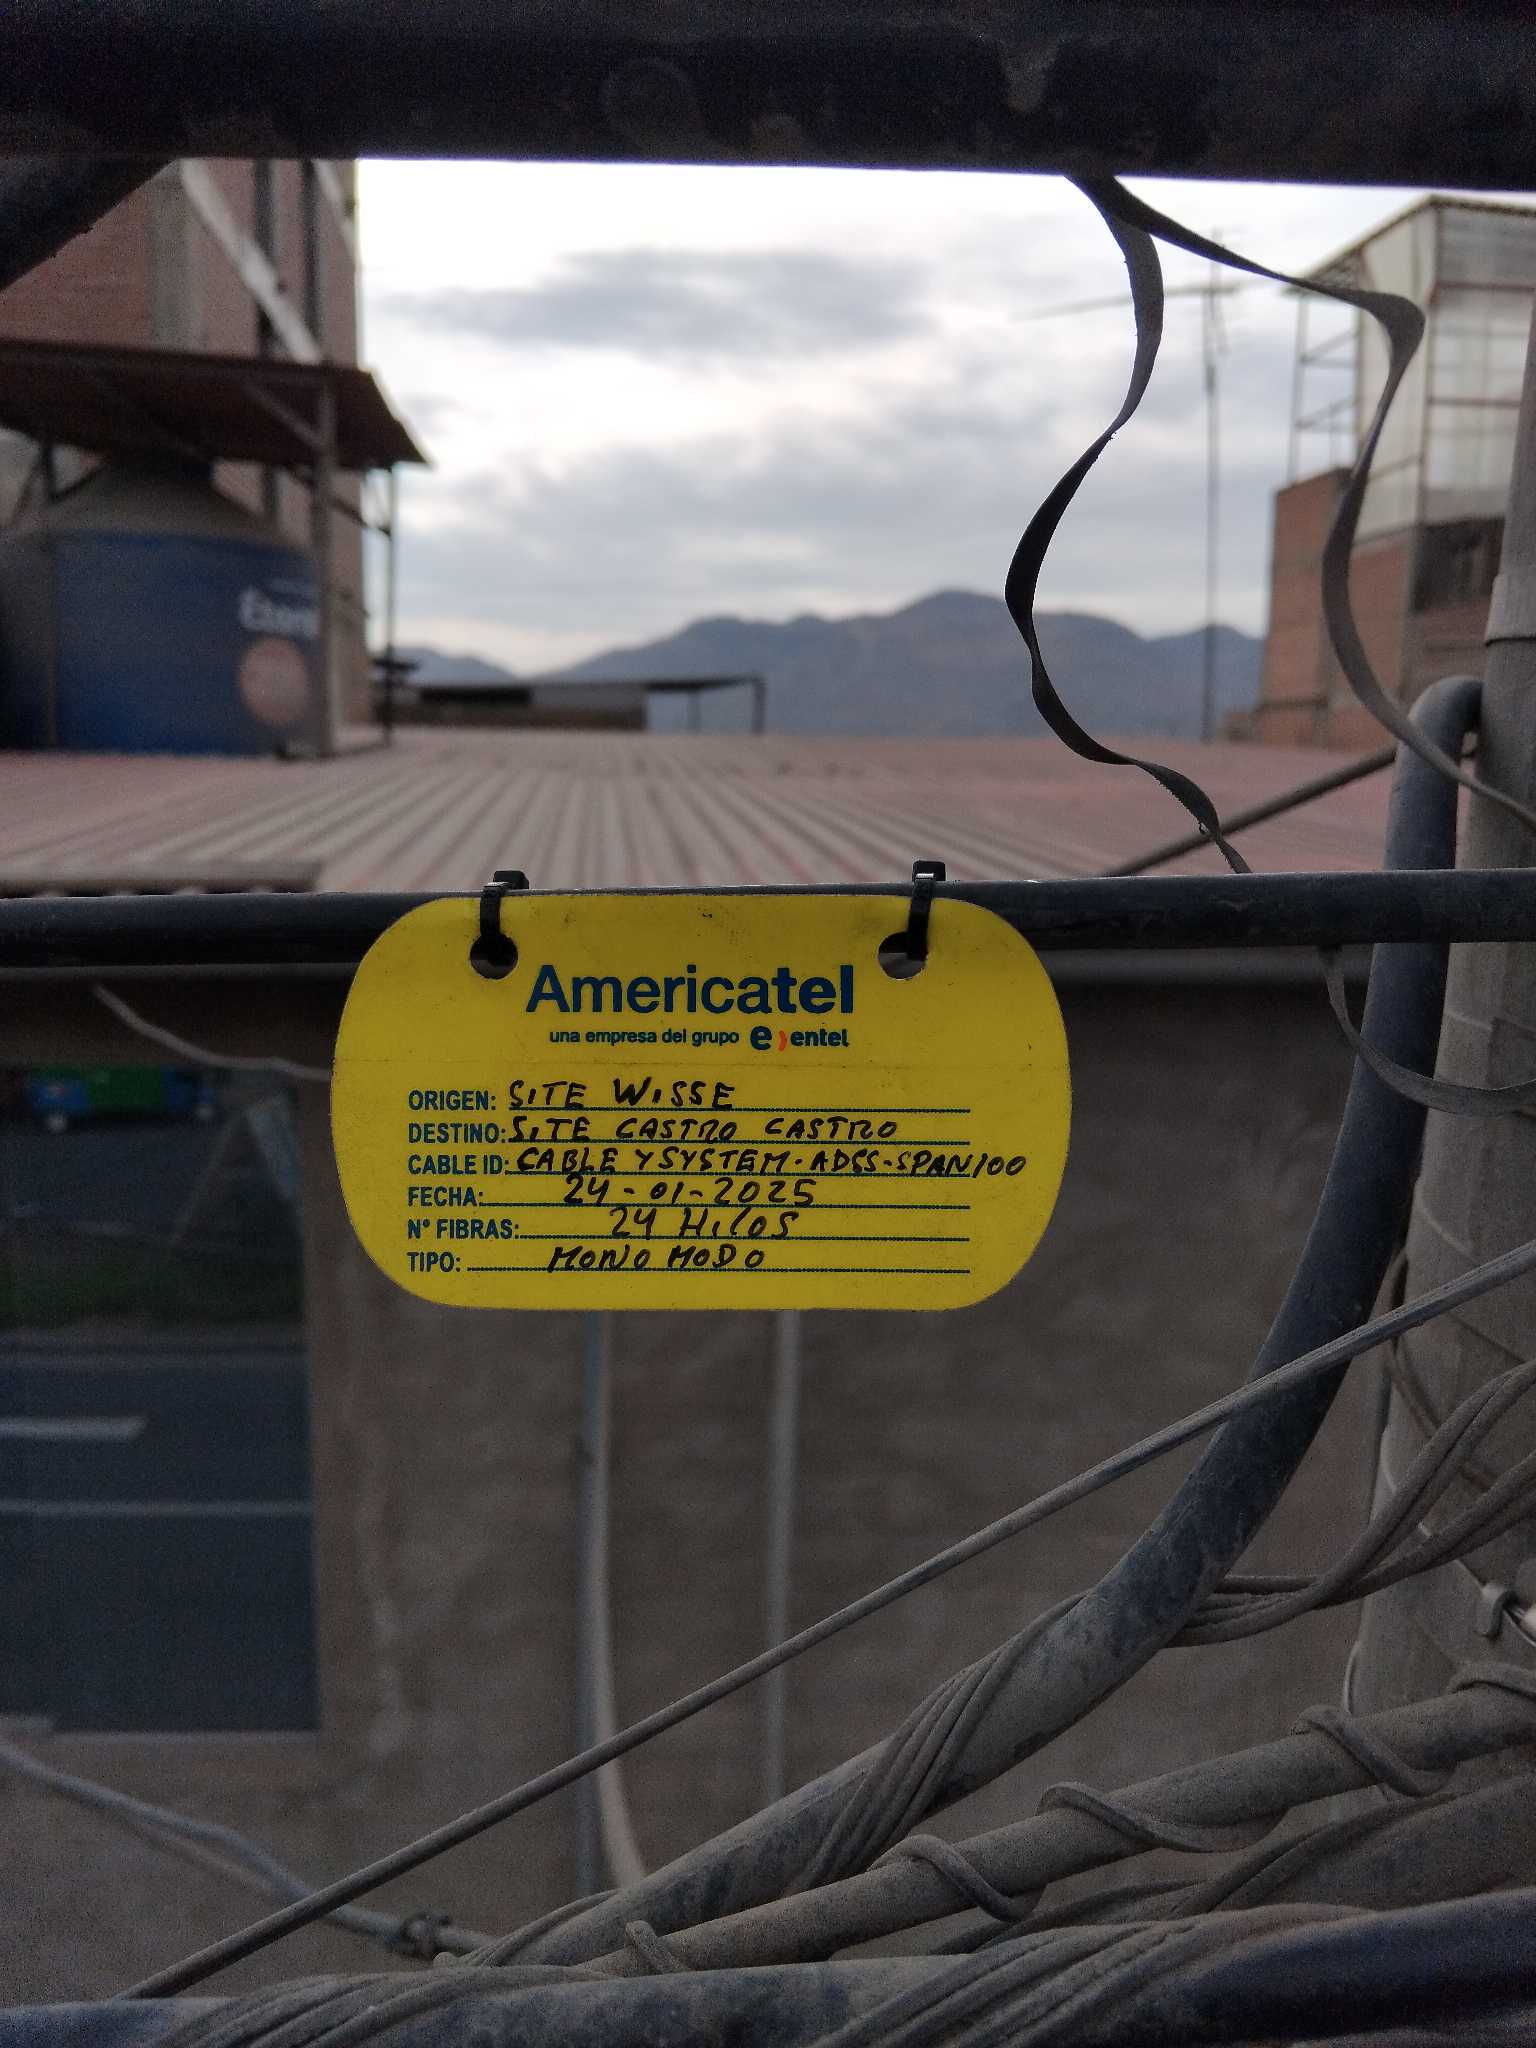 Americatel
una empresa del grupo e) entel
ORIGEN: SITE WISSE
DESTINO: SITE CASTRO CASTRO
CABLE ID: CABLE YSYSTEM-ADSS-SPAN100
FECHA: 24-01-2025
N° FIBRAS: 24 HILOS
TIPO: MONO MODO